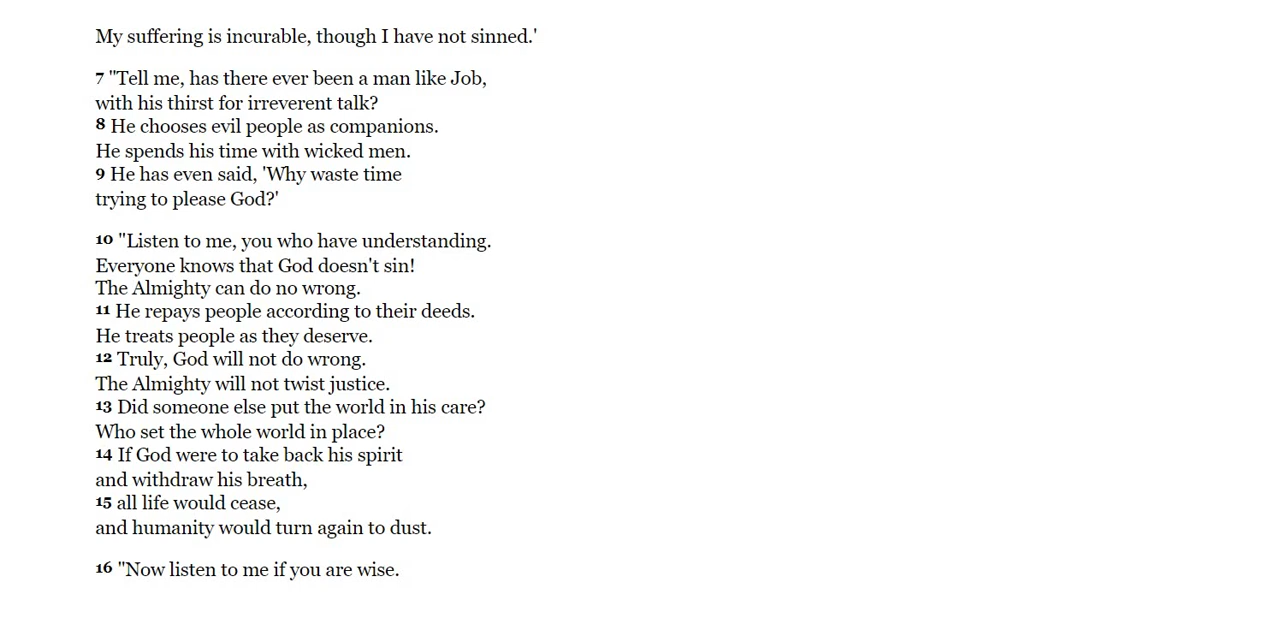 My suffering is incurable, though I have not sinned.'
7 "Tell me, has there ever been a man like Job,
with his thirst for irreverent talk?
8 He chooses evil people as companions.
He spends his time with wicked men.
9 He has even said, 'Why waste time
trying to please God?'
10 "Listen to me, you who have understanding.
Everyone knows that God doesn't sin!
The Almighty can do no wrong.
11 He repays people according to their deeds.
He treats people as they deserve.
12 Truly, God will not do wrong.
The Almighty will not twist justice.
13 Did someone else put the world in his care?
Who set the whole world in place?
14 If God were to take back his spirit
and withdraw his breath,
15 all life would cease,
and humanity would turn again to dust.
16 "Now listen to me if you are wise.